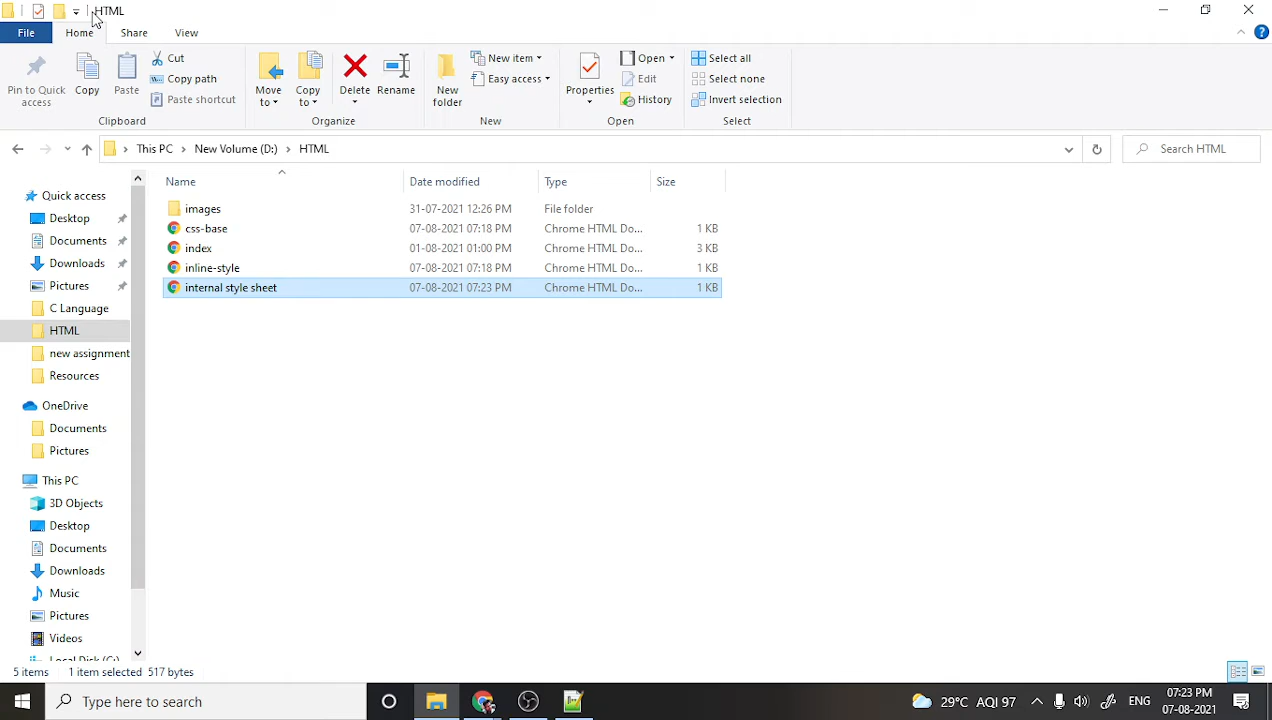 HTML
File Home Share View
Pin to Quick access
Copy
Paste
Cut
Copy path
Paste shortcut
Clipboard
Move to
Copy to
Delete
Rename
Organize
New folder
New item
Easy access
New
Properties
Open
Edit
History
Open
Select all
Select none
Invert selection
Select
This PC > New Volume (D:) > HTML
Search HTML
Name Date modified Type Size
images 31-07-2021 12:26 PM File folder
css-base 07-08-2021 07:18 PM Chrome HTML Do... 1 KB
index 01-08-2021 01:00 PM Chrome HTML Do... 3 KB
inline-style 07-08-2021 07:18 PM Chrome HTML Do... 1 KB
internal style sheet 07-08-2021 07:23 PM Chrome HTML Do... 1 KB
Quick access
Desktop
Documents
Downloads
Pictures
C Language
HTML
new assignment
Resources
OneDrive
Documents
Pictures
This PC
3D Objects
Desktop
Documents
Downloads
Music
Pictures
Videos
Local Disk (C:)
5 items 1 item selected 517 bytes
Type here to search
29°C AQI 97
ENG
07:23 PM
07-08-2021